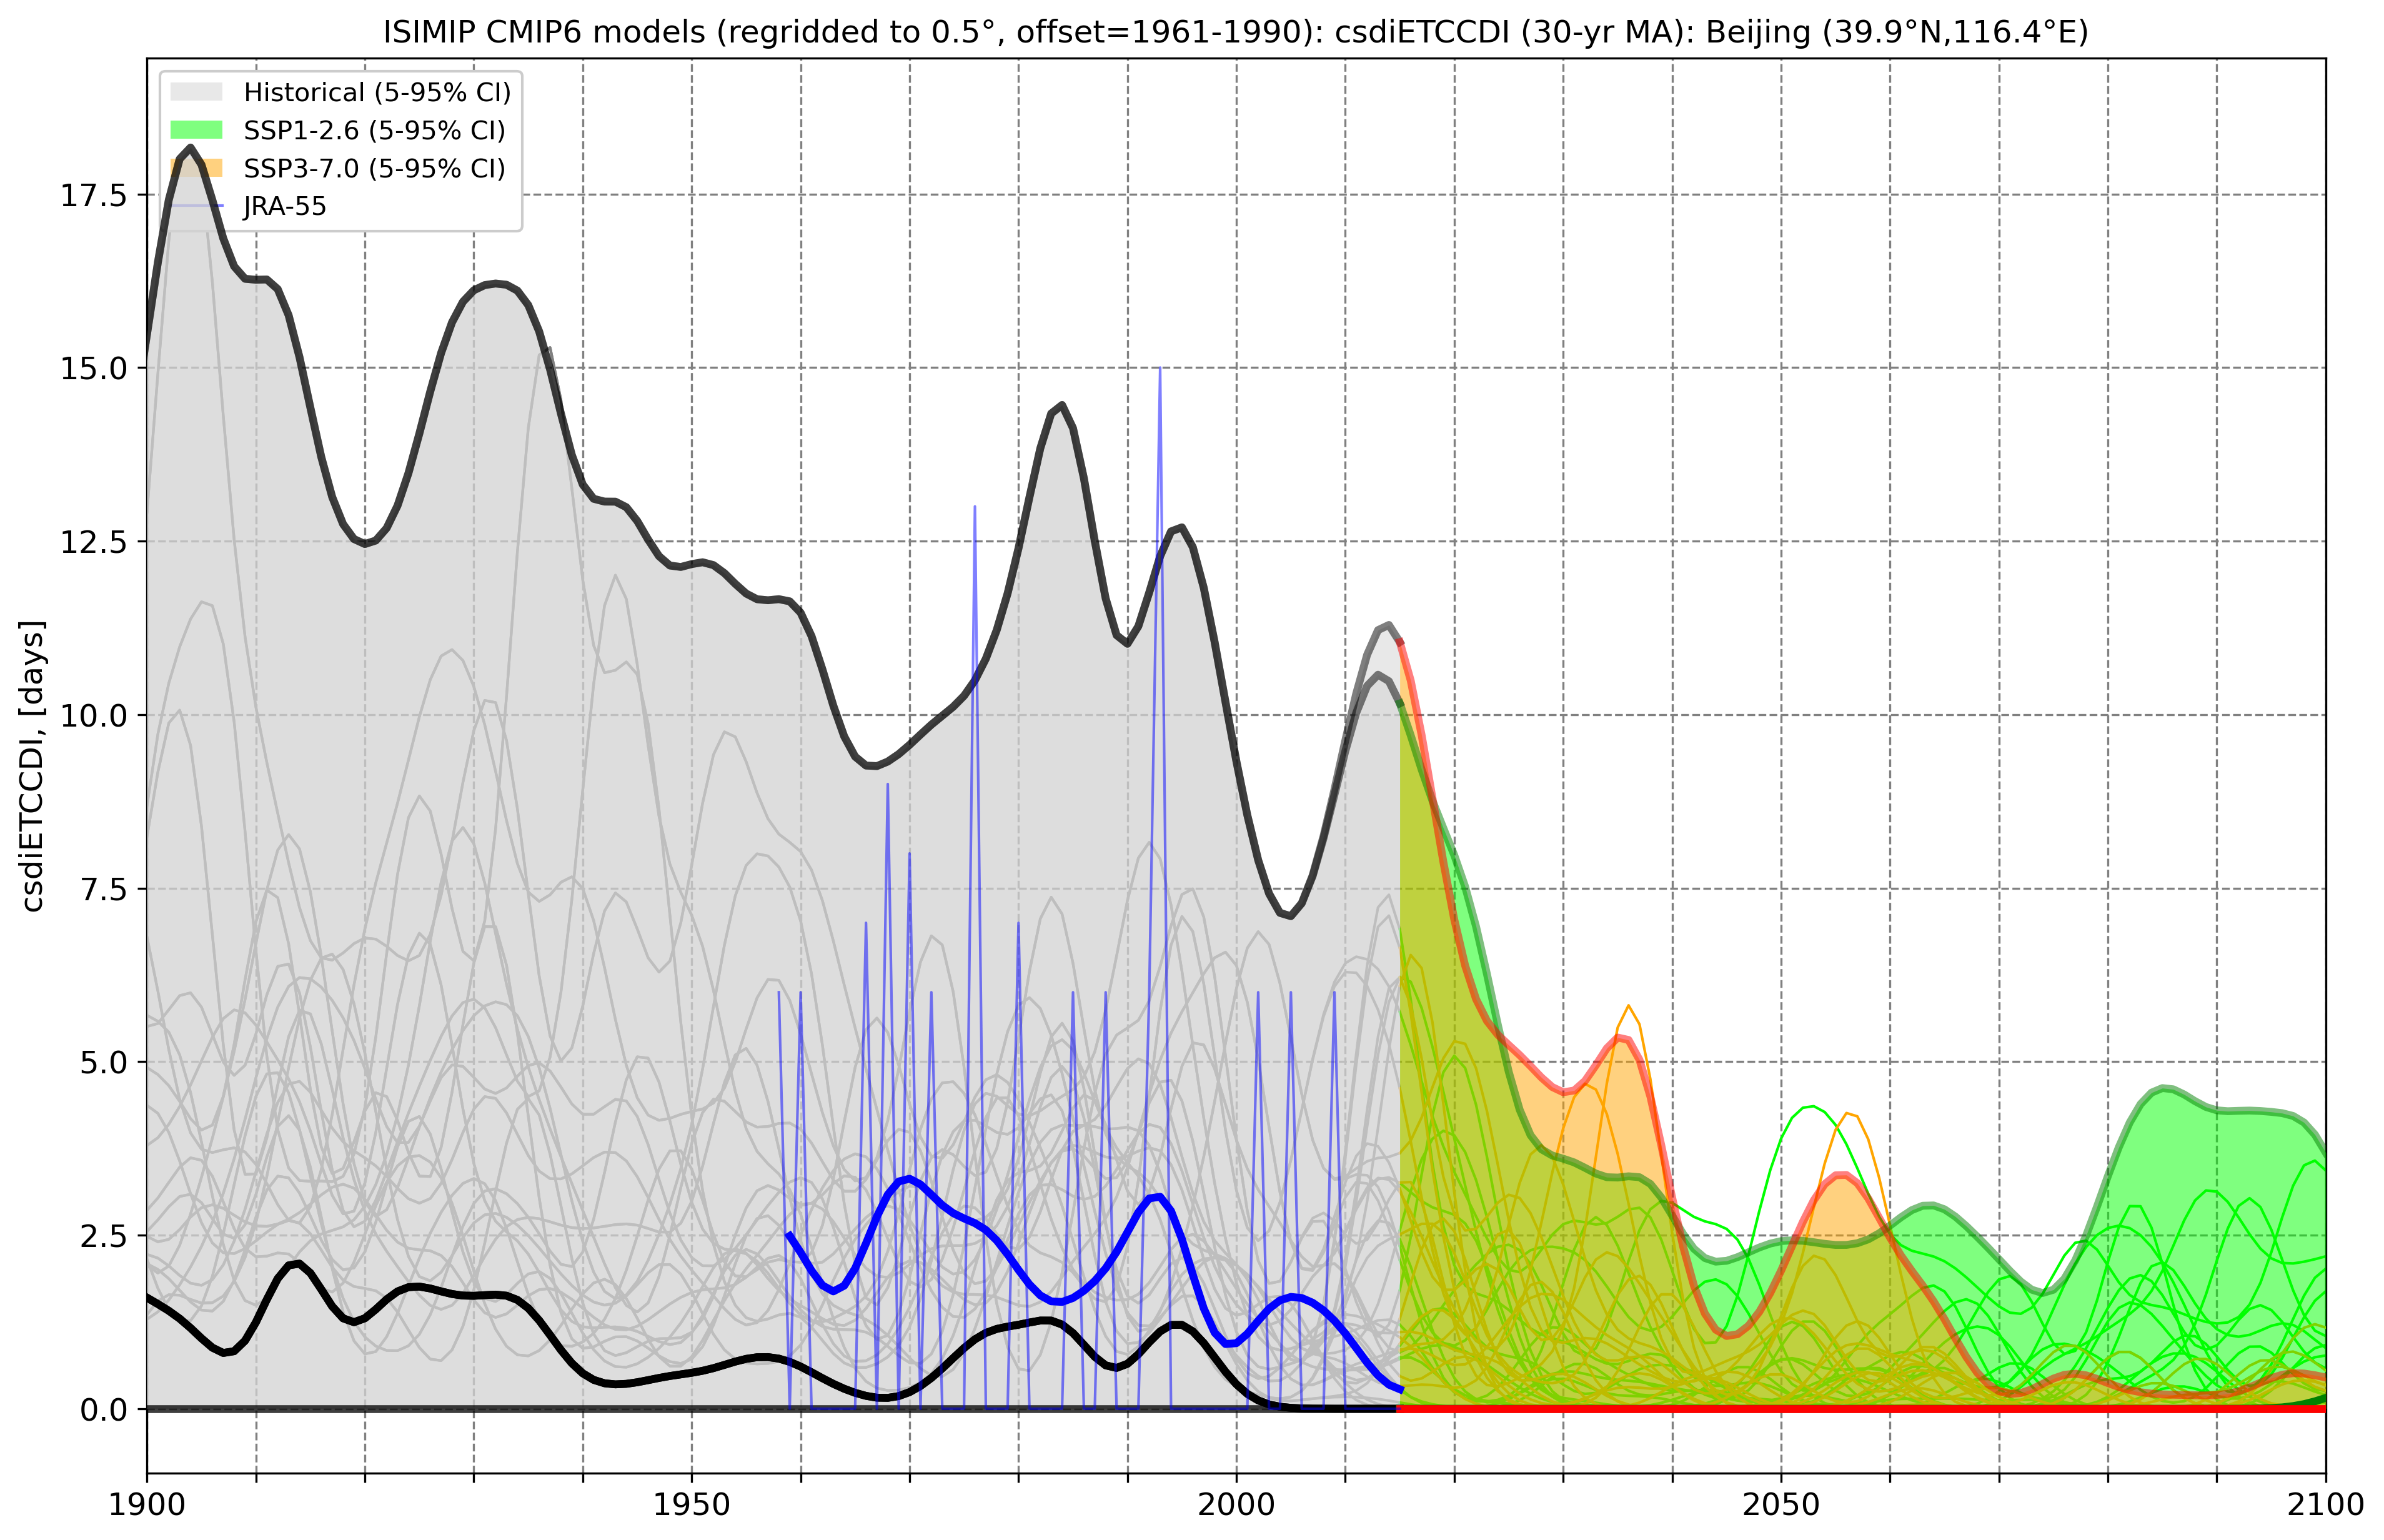 ISIMIP CMIP6 models (regridded to 0.5°, offset=1961-1990): csdiETCCDI (30-yr MA): Beijing (39.9°N,116.4°E)
Historical (5-95% CI)
SSP1-2.6 (5-95% CI)
SSP3-7.0 (5-95% CI)
JRA-55
csdiETCCDI, [days]
17.5
15.0
12.5
10.0
7.5
5.0
2.5
0.0
1900 1950 2000 2050 2100